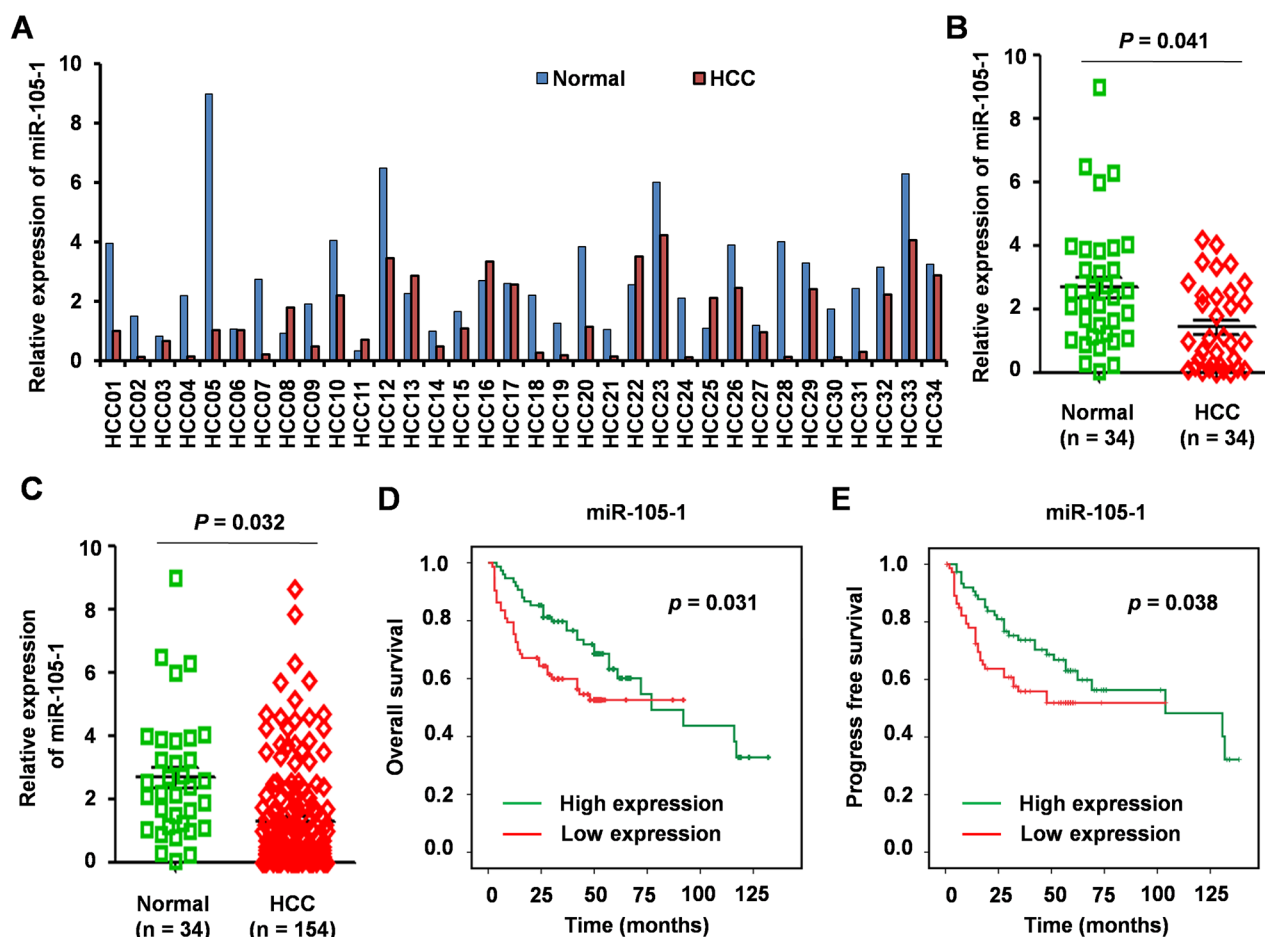 A
Relative expression of miR-105-1
10
8
6
4
2
0
Normal
HCC
HCC01
HCC02
HCC03
HCC04
HCC05
HCC06
HCC07
HCC08
HCC09
HCC10
HCC11
HCC12
HCC13
HCC14
HCC15
HCC16
HCC17
HCC18
HCC19
HCC20
HCC21
HCC22
HCC23
HCC24
HCC25
HCC26
HCC27
HCC28
HCC29
HCC30
HCC31
HCC32
HCC33
HCC34
B
P = 0.041
Relative expression of miR-105-1
10
8
6
4
2
0
Normal
(n = 34)
HCC
(n = 34)
C
P = 0.032
Relative expression
of miR-105-1
10
8
6
4
2
0
Normal
(n = 34)
HCC
(n = 154)
D
miR-105-1
Overall survival
1.0
0.8
0.6
0.4
0.2
0.0
p = 0.031
High expression
Low expression
0 25 50 75 100 125
Time (months)
E
miR-105-1
Progress free survival
1.0
0.8
0.6
0.4
0.2
0.0
p = 0.038
High expression
Low expression
0 25 50 75 100 125
Time (months)